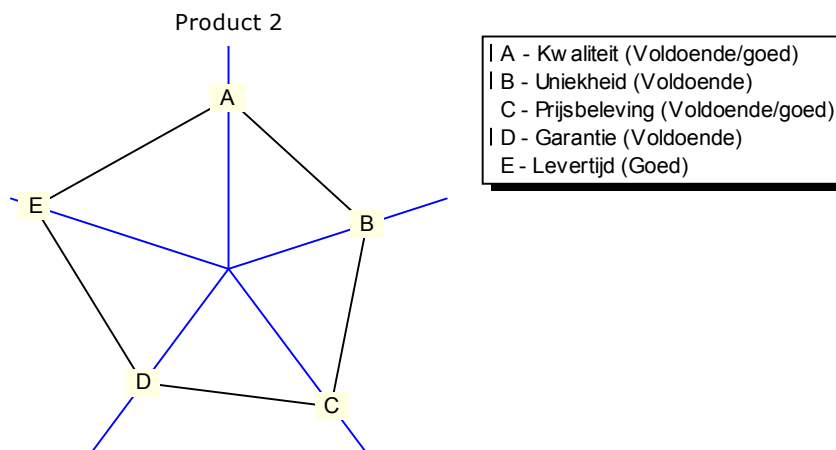 Product 2
A
B
C
D
E
A - Kwaliteit (Voldoende/goed)
B - Uniekheid (Voldoende)
C - Prijsbeleving (Voldoende/goed)
D - Garantie (Voldoende)
E - Levertijd (Goed)